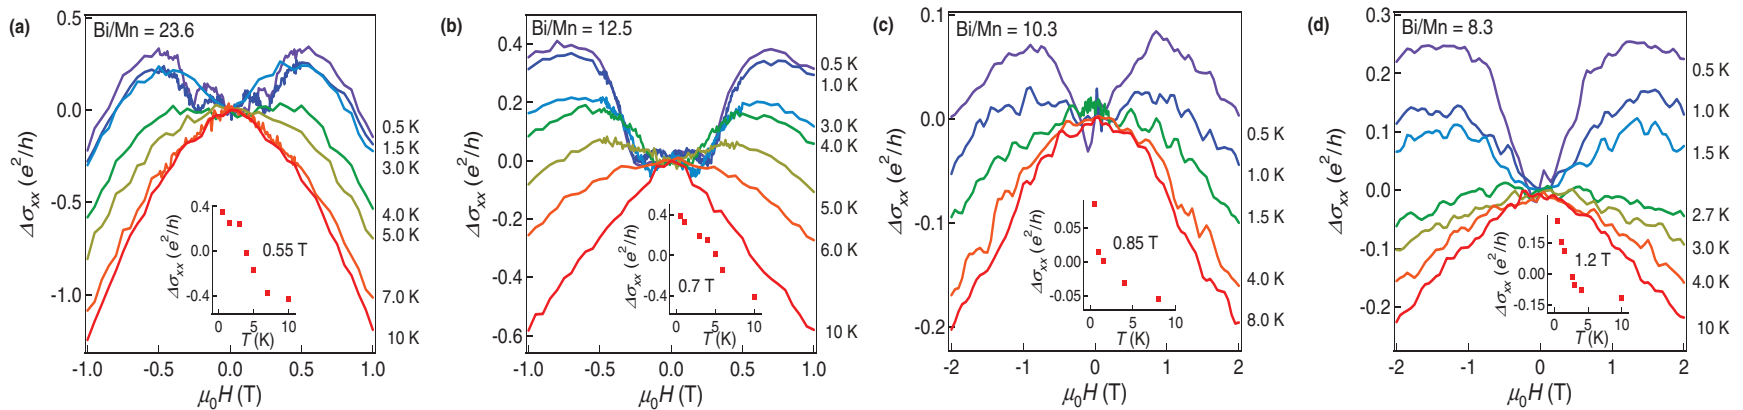 (a)
Bi/Mn = 23.6
0.5
0.0
-0.5
-1.0
Δσxx (e²/h)
0.5 K
1.5 K
3.0 K
4.0 K
5.0 K
7.0 K
10 K
0.4
0.0
-0.4
Δσxx (e²/h)
0.55 T
0 5 10
T (K)
-1.0 -0.5 0.0 0.5 1.0
μ₀H (T)
(b)
Bi/Mn = 12.5
0.4
0.2
0.0
-0.2
-0.4
-0.6
Δσxx (e²/h)
0.5 K
1.0 K
3.0 K
4.0 K
5.0 K
6.0 K
10 K
0.4
0.0
-0.4
Δσxx (e²/h)
0.7 T
0 5 10
T (K)
-1.0 -0.5 0.0 0.5 1.0
μ₀H (T)
(c)
Bi/Mn = 10.3
0.1
0.0
-0.1
-0.2
Δσxx (e²/h)
0.5 K
1.0 K
1.5 K
4.0 K
8.0 K
0.05
0.00
-0.05
Δσxx (e²/h)
0.85 T
0 5 10
T (K)
-2 -1 0 1 2
μ₀H (T)
(d)
Bi/Mn = 8.3
0.3
0.2
0.1
0.0
-0.1
-0.2
Δσxx (e²/h)
0.5 K
1.0 K
1.5 K
2.7 K
3.0 K
4.0 K
10 K
0.15
0.00
-0.15
Δσxx (e²/h)
1.2 T
0 5 10
T (K)
-2 -1 0 1 2
μ₀H (T)